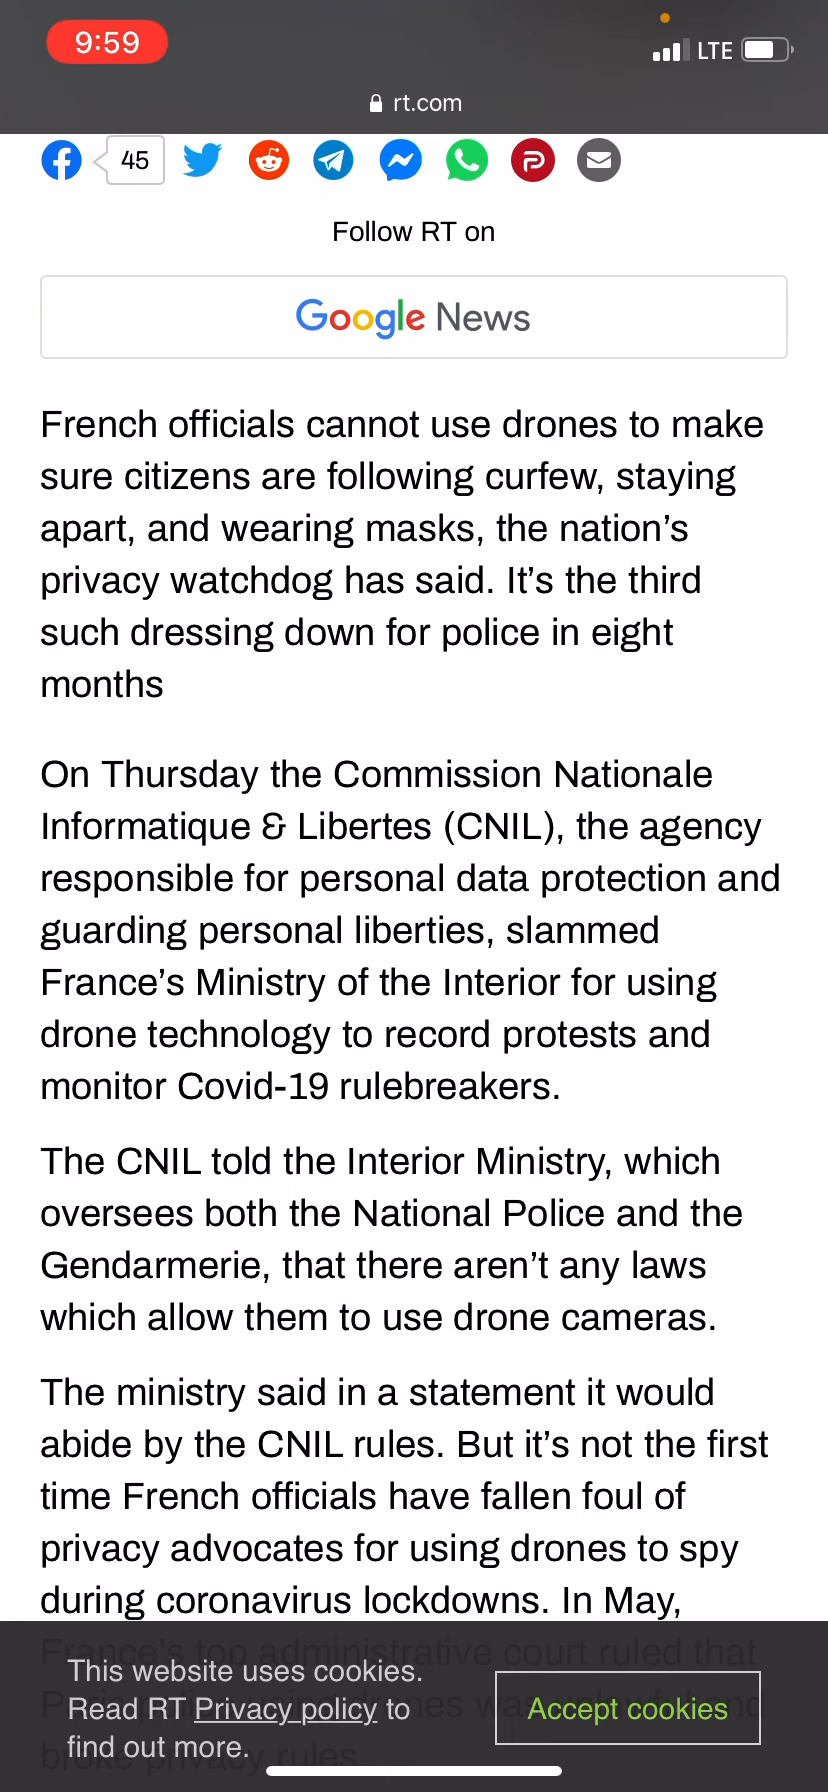 9:59
LTE
rt.com
45
Follow RT on
Google News
French officials cannot use drones to make
sure citizens are following curfew, staying
apart, and wearing masks, the nation’s
privacy watchdog has said. It’s the third
such dressing down for police in eight
months
On Thursday the Commission Nationale
Informatique & Libertes (CNIL), the agency
responsible for personal data protection and
guarding personal liberties, slammed
France’s Ministry of the Interior for using
drone technology to record protests and
monitor Covid-19 rulebreakers.
The CNIL told the Interior Ministry, which
oversees both the National Police and the
Gendarmerie, that there aren’t any laws
which allow them to use drone cameras.
The ministry said in a statement it would
abide by the CNIL rules. But it’s not the first
time French officials have fallen foul of
privacy advocates for using drones to spy
during coronavirus lockdowns. In May,
France’s top administrative court ruled that
This website uses cookies.
Read RT Privacy policy to
find out more.
Accept cookies